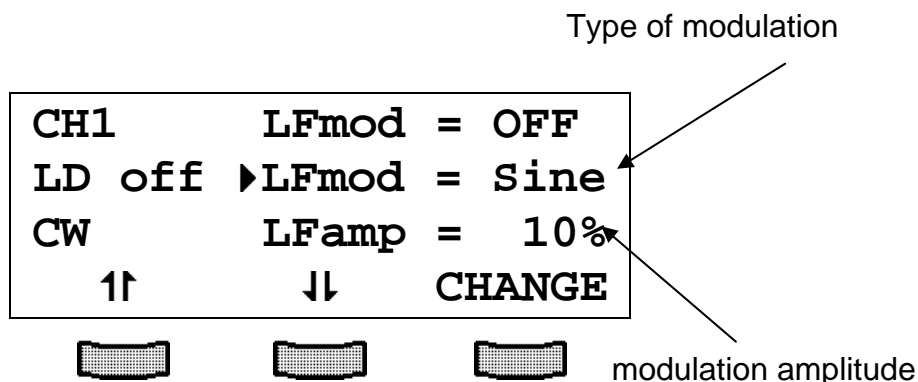 Type of modulation
CH1 LFmod = OFF
LD off LFmod = Sine
CW LFamp = 10%
CHANGE
modulation amplitude